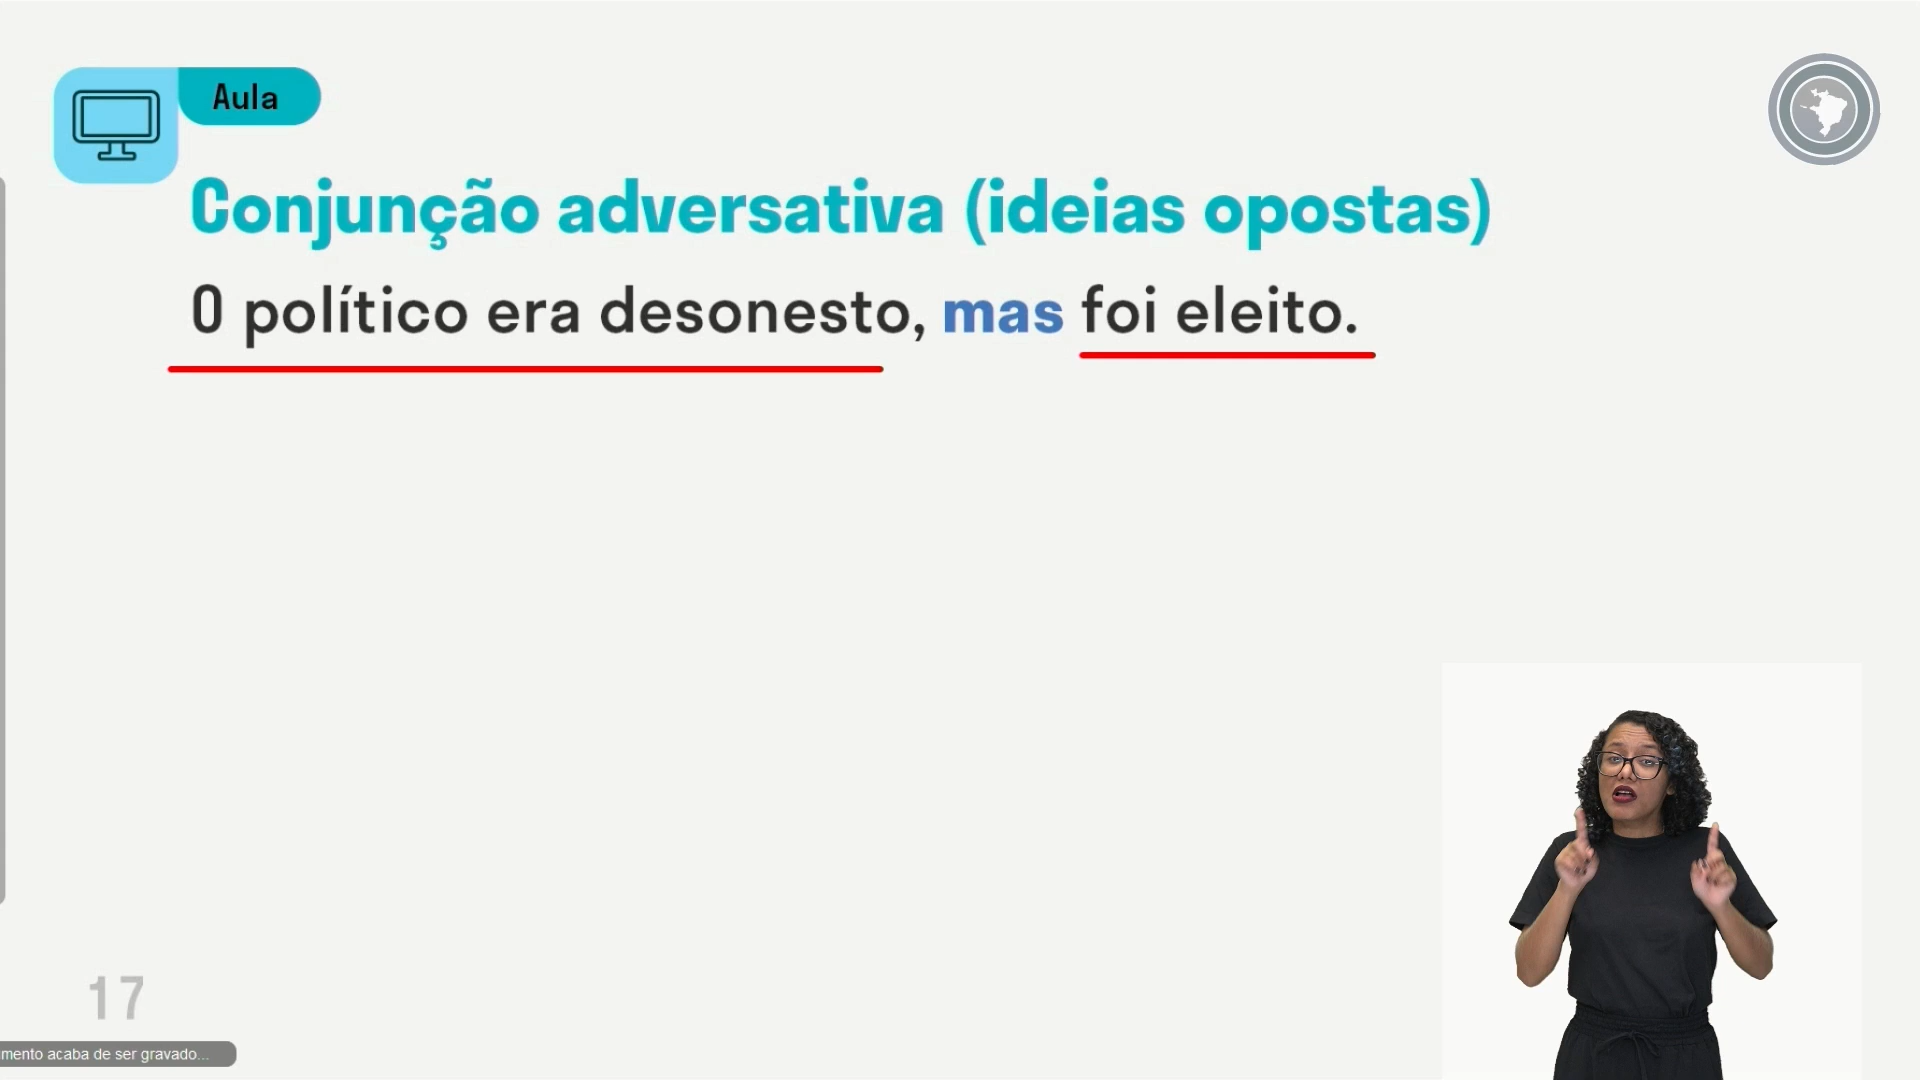 Aula
Conjunção adversativa (ideias opostas)
O político era desonesto, mas foi eleito.
17
mento acaba de ser gravado...